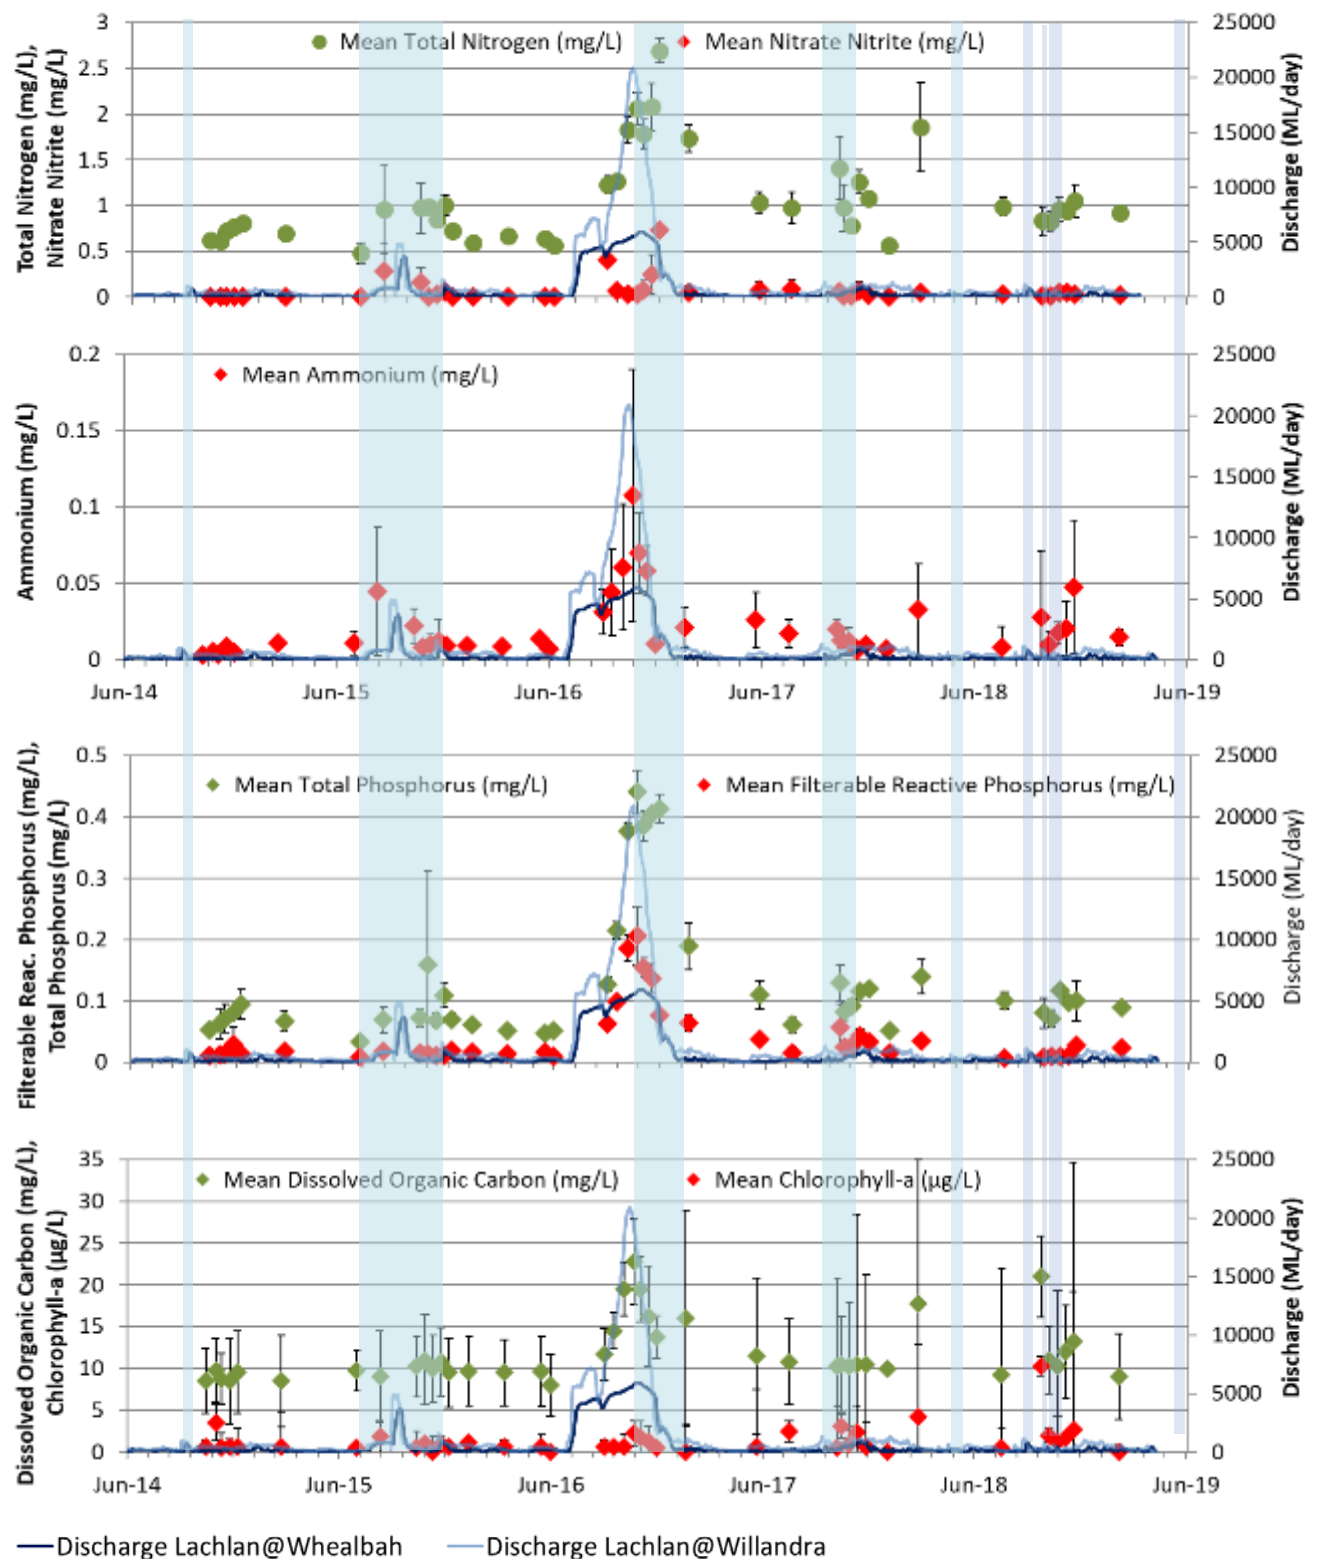 Total Nitrogen (mg/L),
Nitrate Nitrite (mg/L)
3
2.5
2
1.5
1
0.5
0
Mean Total Nitrogen (mg/L) Mean Nitrate Nitrite (mg/L)
25000
20000
15000
10000
5000
0
Discharge (ML/day)
Ammonium (mg/L)
0.2
0.15
0.1
0.05
0
Mean Ammonium (mg/L)
25000
20000
15000
10000
5000
0
Discharge (ML/day)
Jun-14 Jun-15 Jun-16 Jun-17 Jun-18 Jun-19
Filterable Reac. Phosphorus (mg/L),
Total Phosphorus (mg/L)
0.5
0.4
0.3
0.2
0.1
0
Mean Total Phosphorus (mg/L) Mean Filterable Reactive Phosphorus (mg/L)
25000
20000
15000
10000
5000
0
Discharge (ML/day)
Dissolved Organic Carbon (mg/L),
Chlorophyll-a (µg/L)
35
30
25
20
15
10
5
0
Mean Dissolved Organic Carbon (mg/L) Mean Chlorophyll-a (µg/L)
25000
20000
15000
10000
5000
0
Discharge (ML/day)
Jun-14 Jun-15 Jun-16 Jun-17 Jun-18 Jun-19
Discharge Lachlan@Whealbah Discharge Lachlan@Willandra